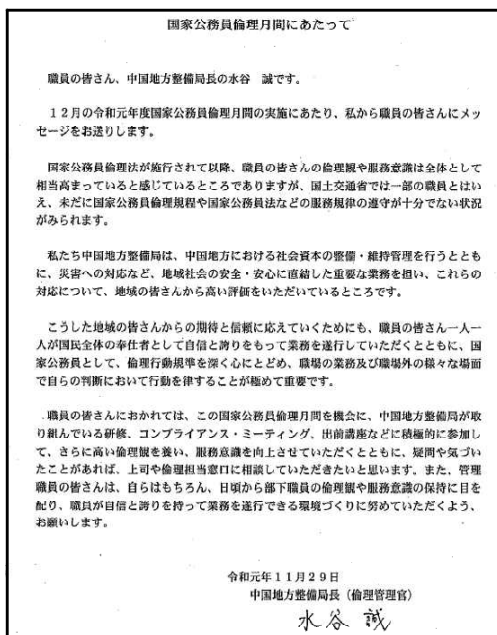 国家公務員倫理月間にあたって
職員の皆さん、中国地方整備局長の水谷 誠です。
12月の令和元年度国家公務員倫理月間の実施にあたり、私から職員の皆さんにメッ
セージをお送りします。
国家公務員倫理法が施行されて以降、職員の皆さんの倫理観や服務意識は全体として
相当高まっていると感じているところでありますが、国土交通省では一部の職員とはい
え、未だに国家公務員倫理規程や国家公務員法などの服務規律の遵守が十分でない状況
がみられます。
私たち中国地方整備局は、中国地方における社会資本の整備・維持管理を行うととも
に、災害への対応など、地域社会の安全・安心に直結した重要な業務を担い、これらの
対応について、地域の皆さんから高い評価をいただいているところです。
こうした地域の皆さんからの期待と信頼に応えていくためにも、職員の皆さん一人一
人が国民全体の奉仕者として自信と誇りをもって業務を遂行していただくとともに、国
家公務員として、倫理行動規準を深く心にとどめ、職場の業務及び職場外の様々な場面
で自らの判断において行動を律することが極めて重要です。
職員の皆さんにおかれては、この国家公務員倫理月間を機会に、中国地方整備局が取
り組んでいる研修、コンプライアンス・ミーティング、出前講座などに積極的に参加し
て、さらに高い倫理観を養い、服務意識を向上させていただくとともに、疑問や気づい
たことがあれば、上司や倫理担当窓口に相談していただきたいと思います。また、管理
職員の皆さんは、自らはもちろん、日頃から部下職員の倫理観や服務意識の保持に目を
配り、職員が自信と誇りを持って業務を遂行できる環境づくりに努めていただくよう、
お願いします。
令和元年11月29日
中国地方整備局長（倫理管理官）
水谷 誠